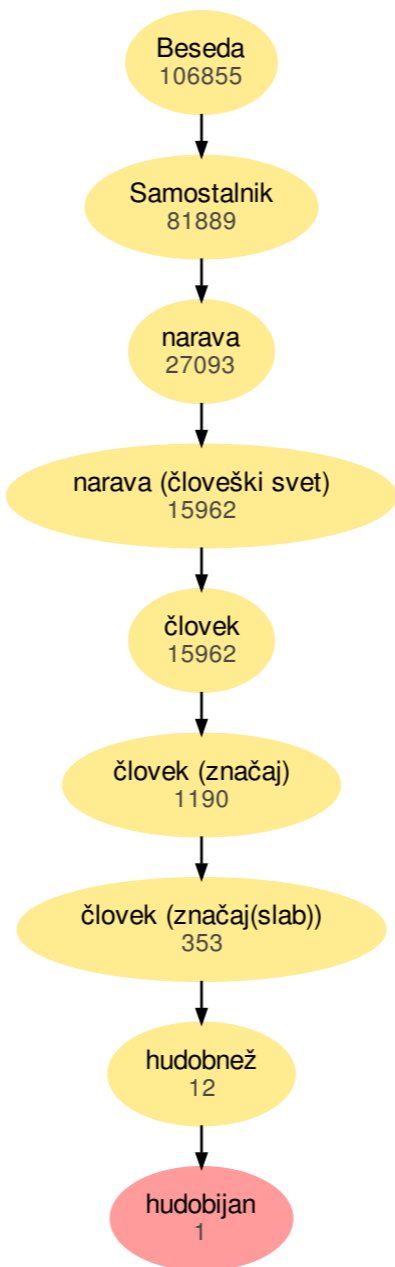 Beseda
106855
Samostalnik
81889
narava
27093
narava (človeški svet)
15962
človek
15962
človek (značaj)
1190
človek (značaj(slab))
353
hudobnež
12
hudobijan
1